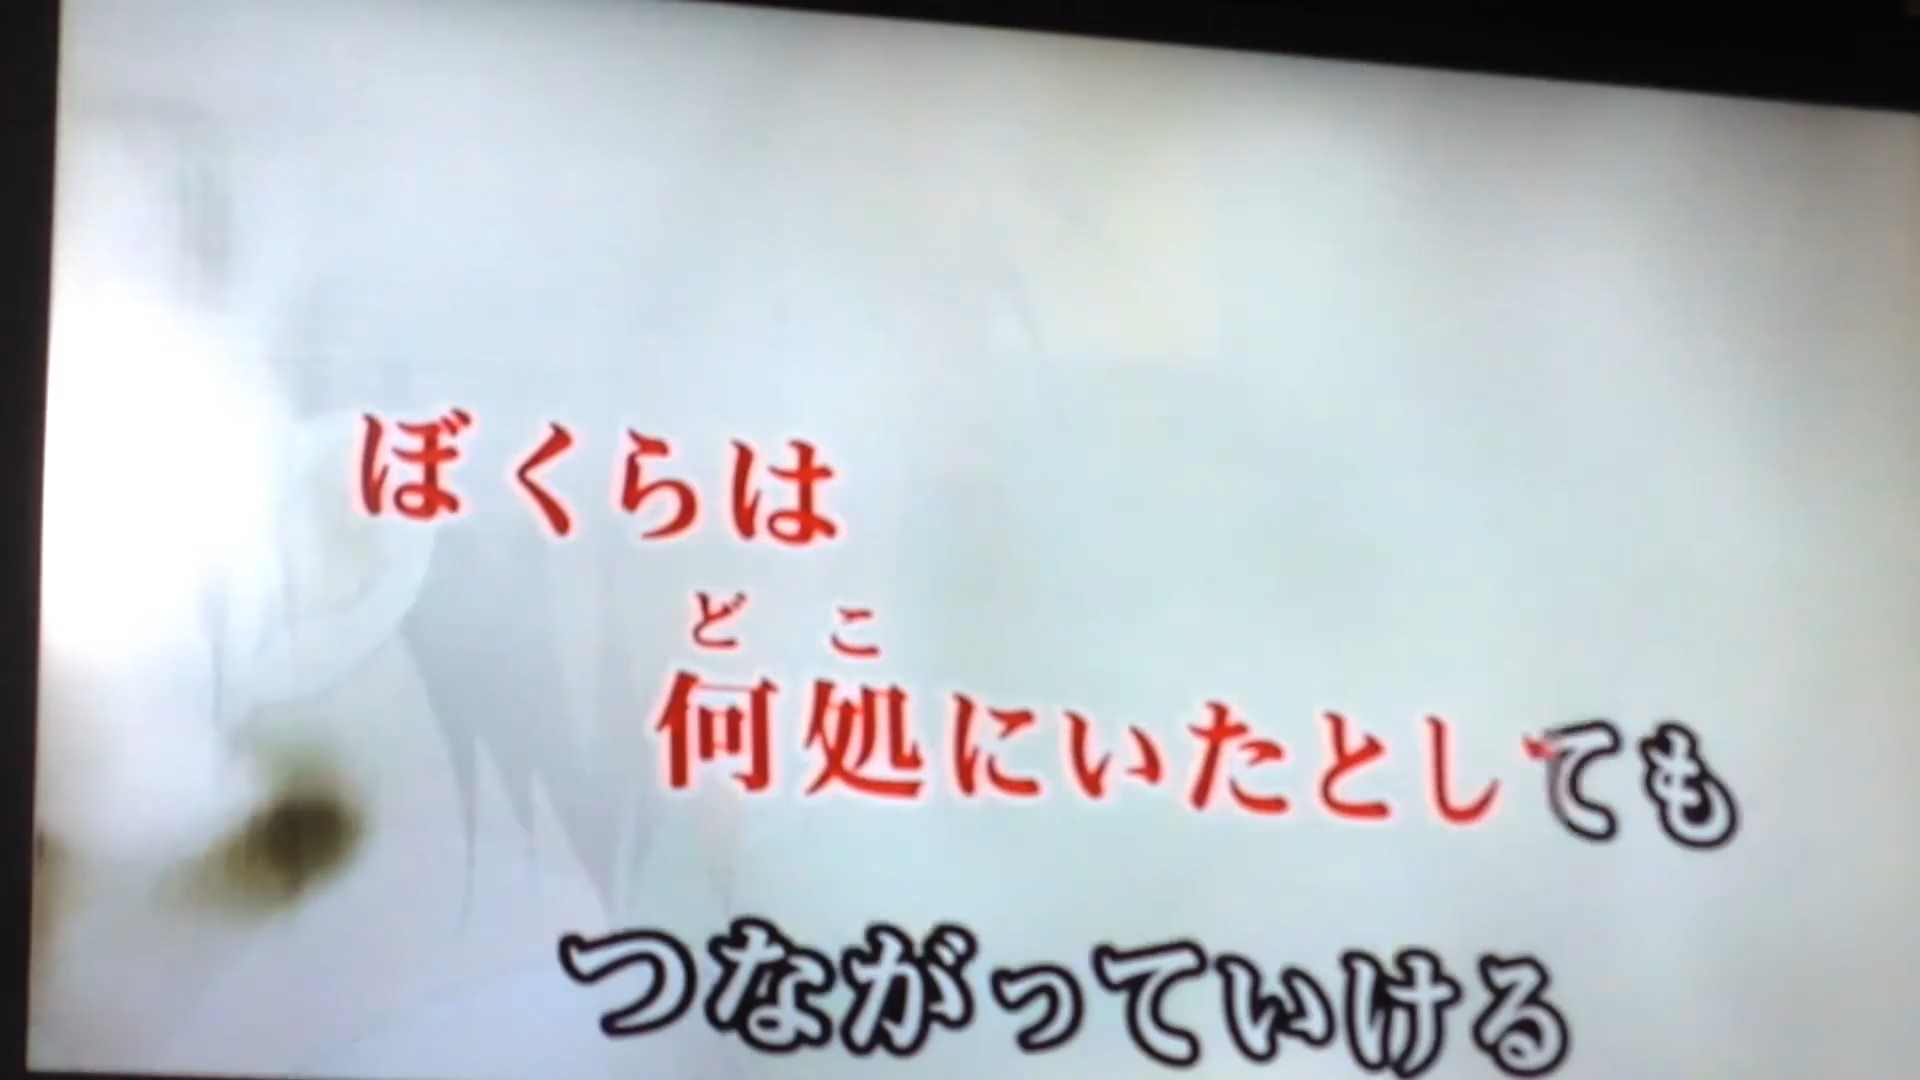 ぼくらは
どこ
何処にいたとしても
つながっていける